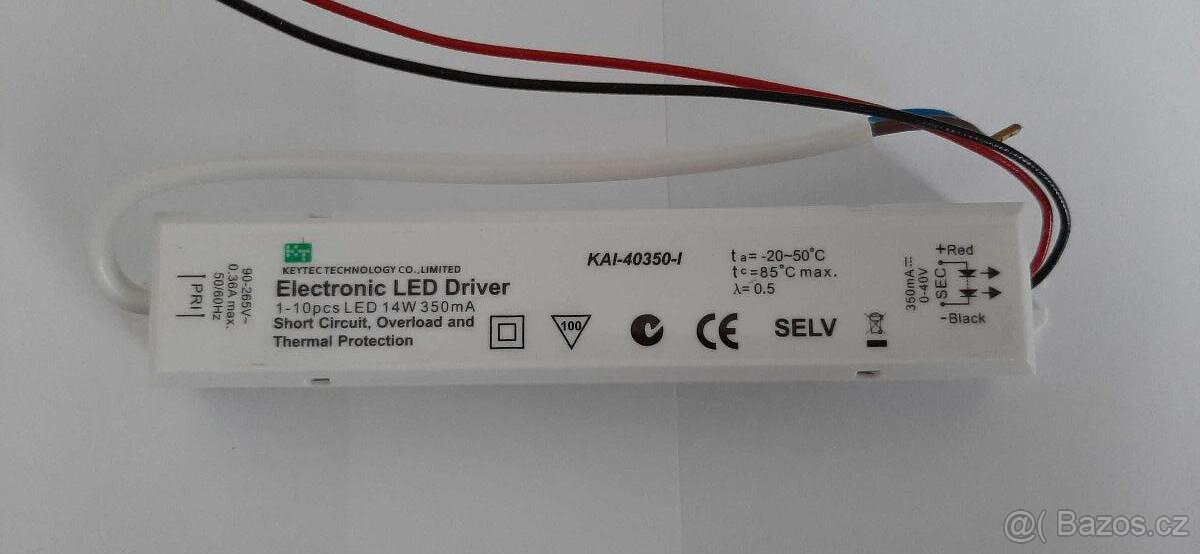 90-265V~
0.36A max.
50/60Hz
PRI
KT
KEYTEC TECHNOLOGY CO.,LIMITED
Electronic LED Driver
1-10pcs LED 14W 350mA
Short Circuit, Overload and
Thermal Protection
100
KAI-40350-I
CE
SELV
ta= -20~50°C
tc=85°C max.
λ= 0.5
350mA⎓
0-40V
SEC
+Red
-Black
@( Bazos.cz